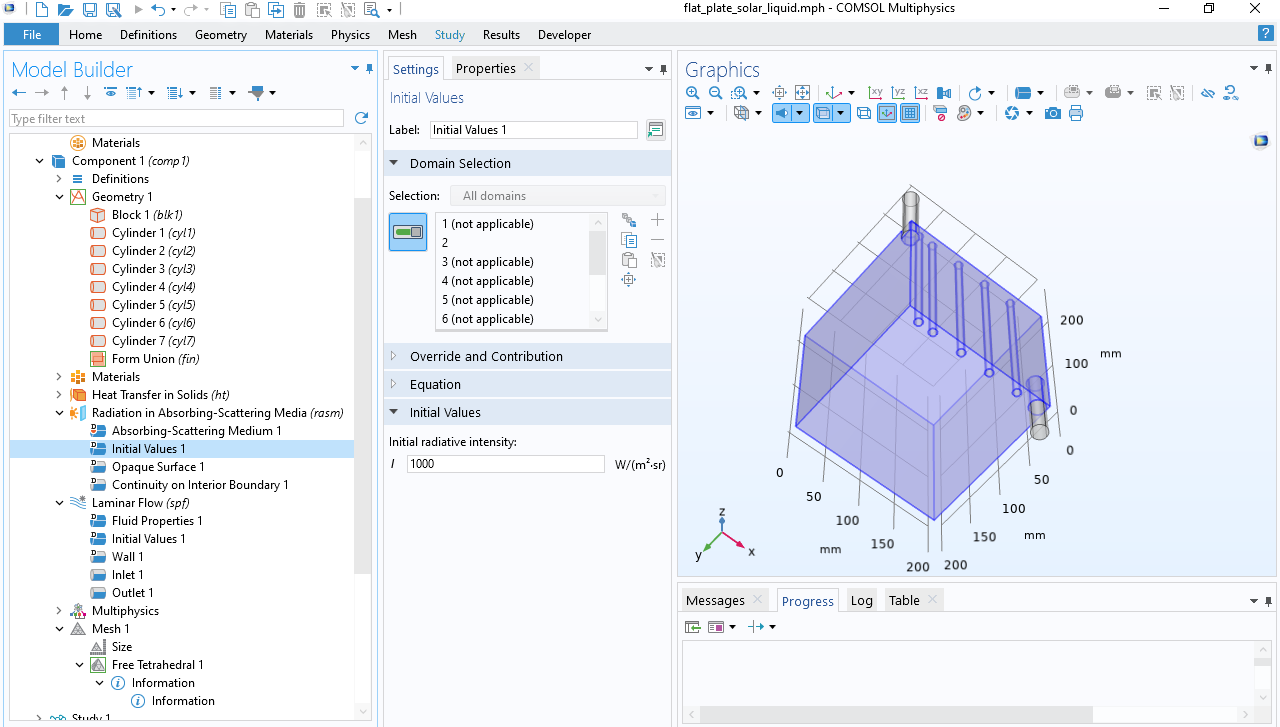 flat_plate_solar_liquid.mph - COMSOL Multiphysics
File Home Definitions Geometry Materials Physics Mesh Study Results Developer ?
Model Builder
Type filter text
Materials
Component 1 (comp1)
Definitions
Geometry 1
Block 1 (blk1)
Cylinder 1 (cyl1)
Cylinder 2 (cyl2)
Cylinder 3 (cyl3)
Cylinder 4 (cyl4)
Cylinder 5 (cyl5)
Cylinder 6 (cyl6)
Cylinder 7 (cyl7)
Form Union (fin)
Materials
Heat Transfer in Solids (ht)
Radiation in Absorbing-Scattering Media (rasm)
Absorbing-Scattering Medium 1
Initial Values 1
Opaque Surface 1
Continuity on Interior Boundary 1
Laminar Flow (spf)
Fluid Properties 1
Initial Values 1
Wall 1
Inlet 1
Outlet 1
Multiphysics
Mesh 1
Size
Free Tetrahedral 1
Information
Information
Study 1
Settings Properties
Initial Values
Label: Initial Values 1
Domain Selection
Selection: All domains
1 (not applicable)
2
3 (not applicable)
4 (not applicable)
5 (not applicable)
6 (not applicable)
Override and Contribution
Equation
Initial Values
Initial radiative intensity:
I 1000 W/(m²·sr)
Graphics
xy yz xz
200
100
mm
0
0
50
100
150
mm
200
0
50
100
mm
150
200
z
y
x
Messages Progress Log Table